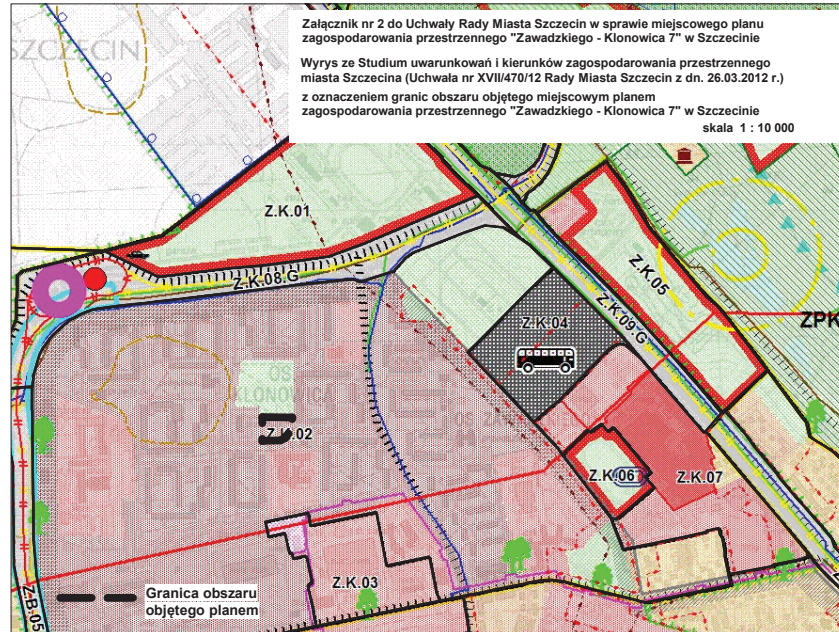 Załącznik nr 2 do Uchwały Rady Miasta Szczecin w sprawie miejscowego planu
zagospodarowania przestrzennego "Zawadzkiego - Klonowica 7" w Szczecinie
Wyrys ze Studium uwarunkowań i kierunków zagospodarowania przestrzennego
miasta Szczecina (Uchwała nr XVII/470/12 Rady Miasta Szczecin z dn. 26.03.2012 r.)
z oznaczeniem granic obszaru objętego miejscowym planem
zagospodarowania przestrzennego "Zawadzkiego - Klonowica 7" w Szczecinie
skala 1 : 10 000
SZCZECIN
Z.K.01
Z.K.08.G
Z.K.05
Z.K.04
Z.K.09.G
ZPK
OS
KLONOWICA
Z.K.02
OS
Z.K.06
Z.K.07
Z.K.03
Z.B.05
Granica obszaru
objętego planem